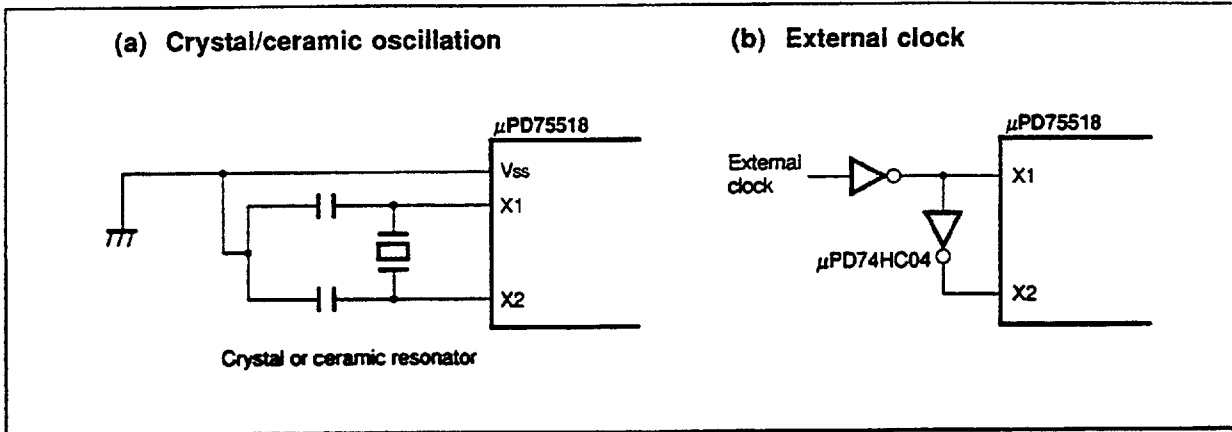 (a) Crystal/ceramic oscillation
μPD75518
Vss
X1
X2
Crystal or ceramic resonator
(b) External clock
μPD75518
External
clock
X1
μPD74HC04
X2